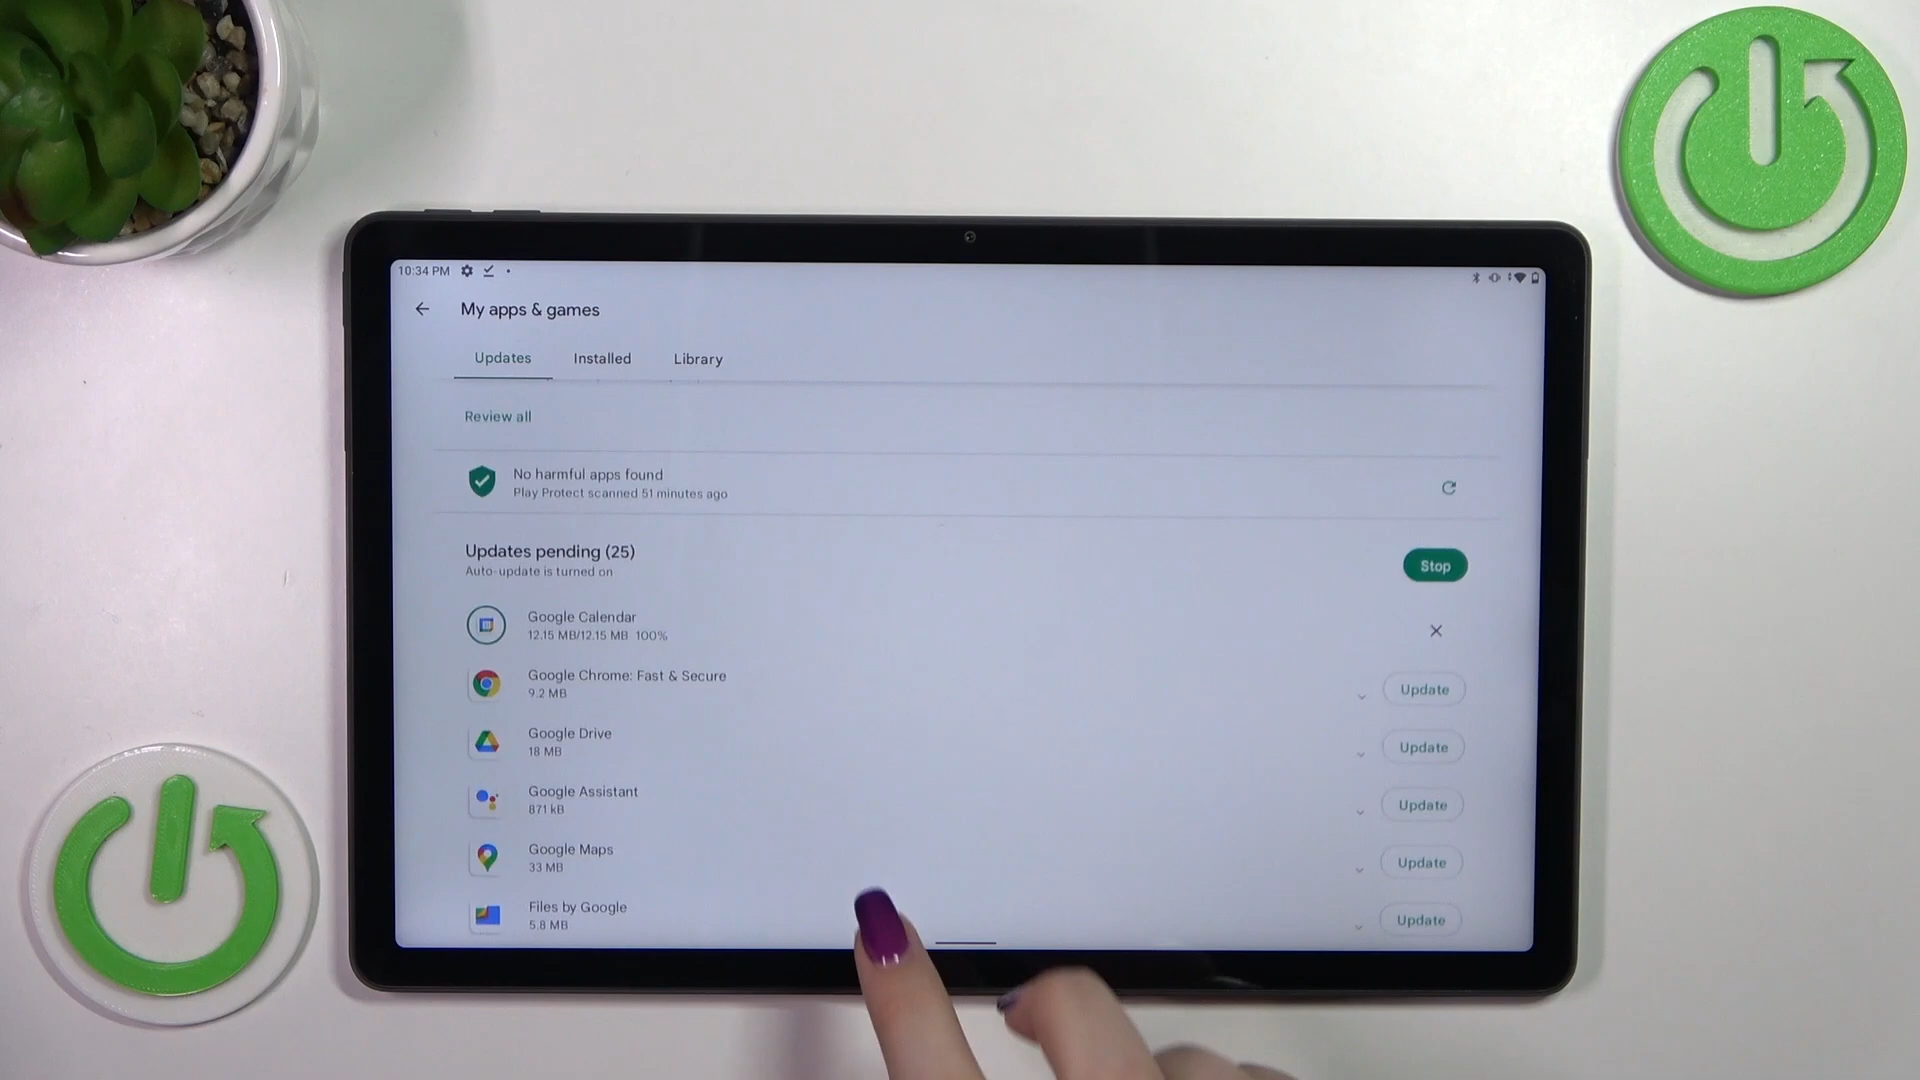 10:34 PM
My apps & games
Updates
Installed
Library
Review all
No harmful apps found
Play Protect scanned 51 minutes ago
Updates pending (25)
Auto-update is turned on
Stop
Google Calendar
12.15 MB/12.15 MB 100%
Google Chrome: Fast & Secure
9.2 MB
Update
Google Drive
18 MB
Update
Google Assistant
871 kB
Update
Google Maps
33 MB
Update
Files by Google
5.8 MB
Update